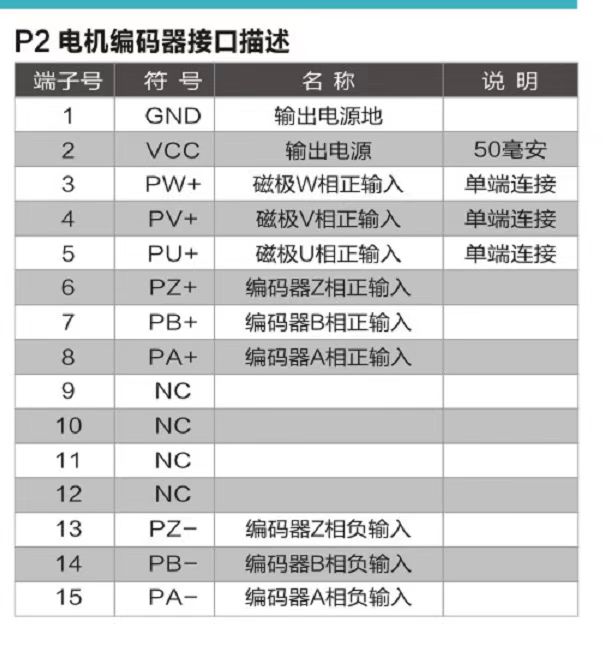 P2 电机编码器接口描述
端子号 符号 名称 说明
1 GND 输出电源地
2 VCC 输出电源 50毫安
3 PW+ 磁极W相正输入 单端连接
4 PV+ 磁极V相正输入 单端连接
5 PU+ 磁极U相正输入 单端连接
6 PZ+ 编码器Z相正输入
7 PB+ 编码器B相正输入
8 PA+ 编码器A相正输入
9 NC
10 NC
11 NC
12 NC
13 PZ- 编码器Z相负输入
14 PB- 编码器B相负输入
15 PA- 编码器A相负输入